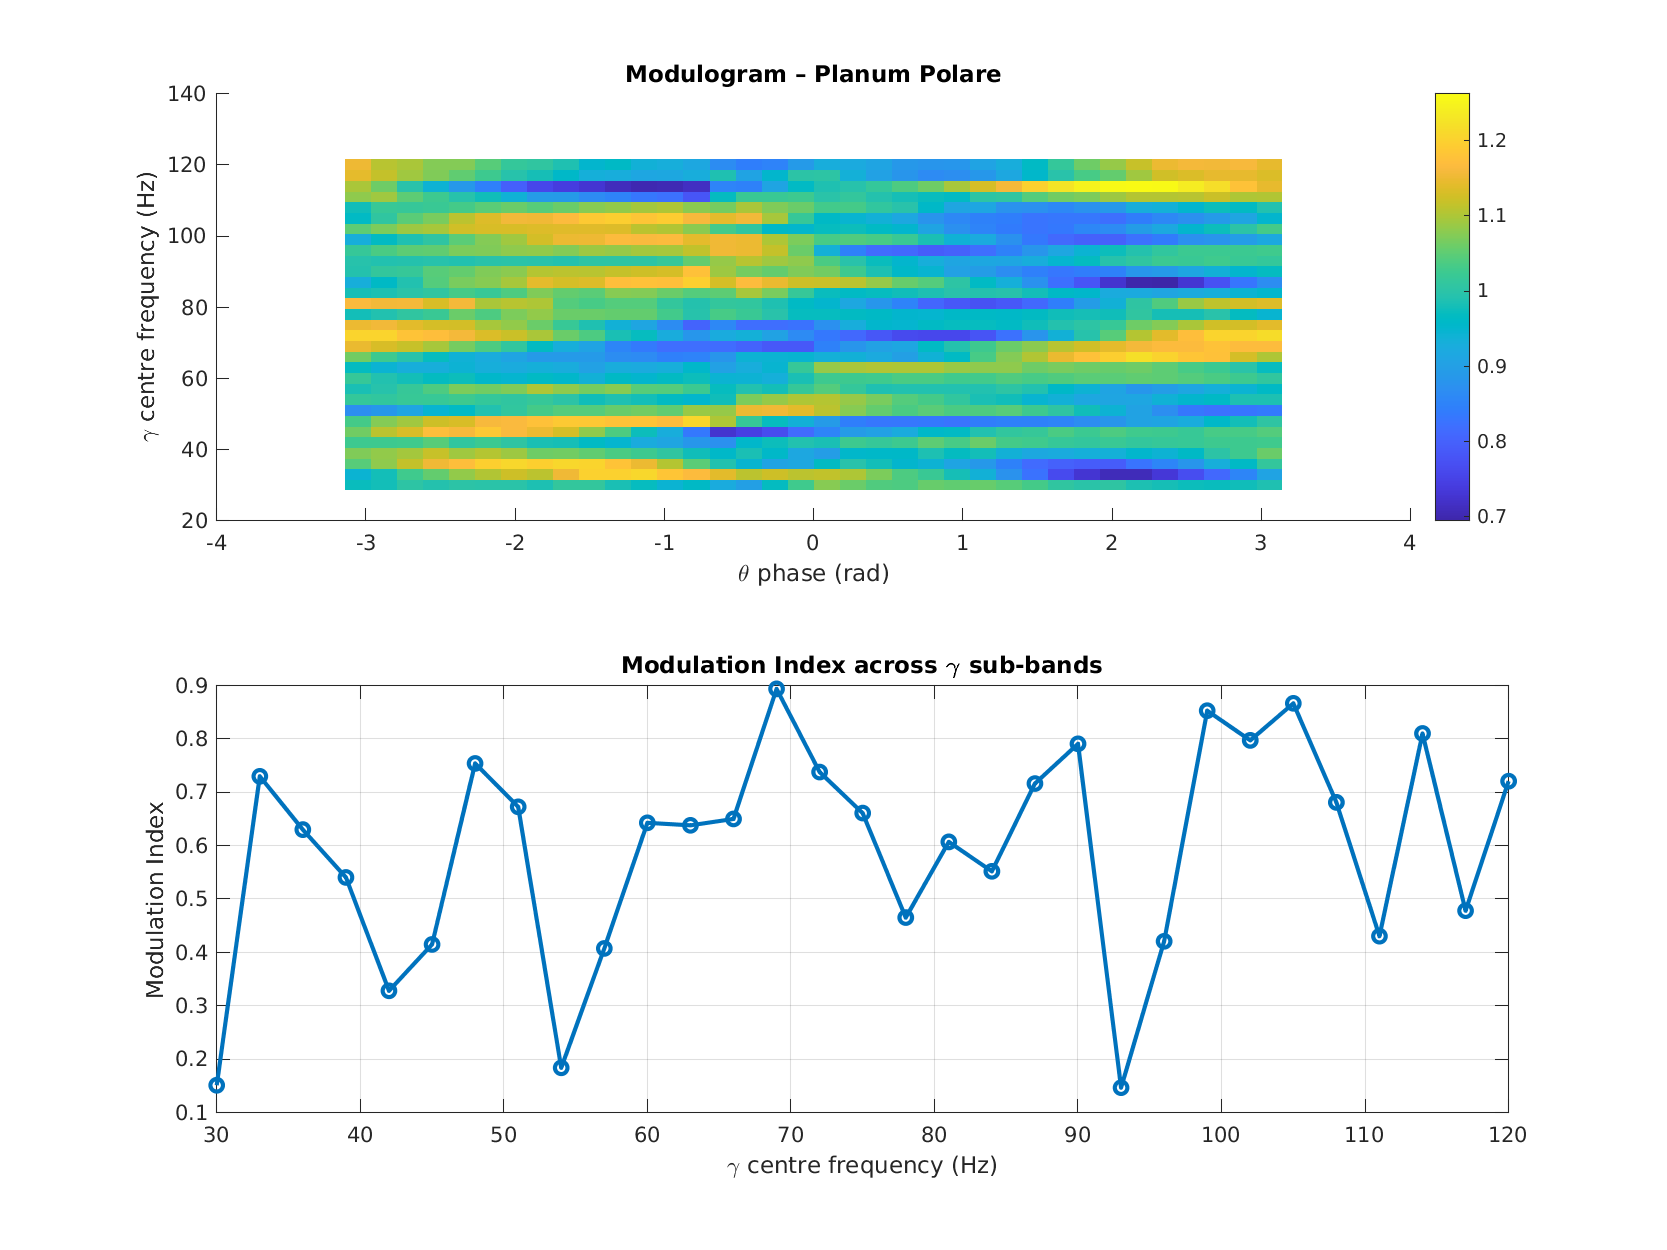 Modulogram – Planum Polare
140
120
100
80
60
40
20
γ centre frequency (Hz)
-4 -3 -2 -1 0 1 2 3 4
θ phase (rad)
1.2
1.1
1
0.9
0.8
0.7
Modulation Index across γ sub-bands
0.9
0.8
0.7
0.6
0.5
0.4
0.3
0.2
0.1
Modulation Index
30 40 50 60 70 80 90 100 110 120
γ centre frequency (Hz)